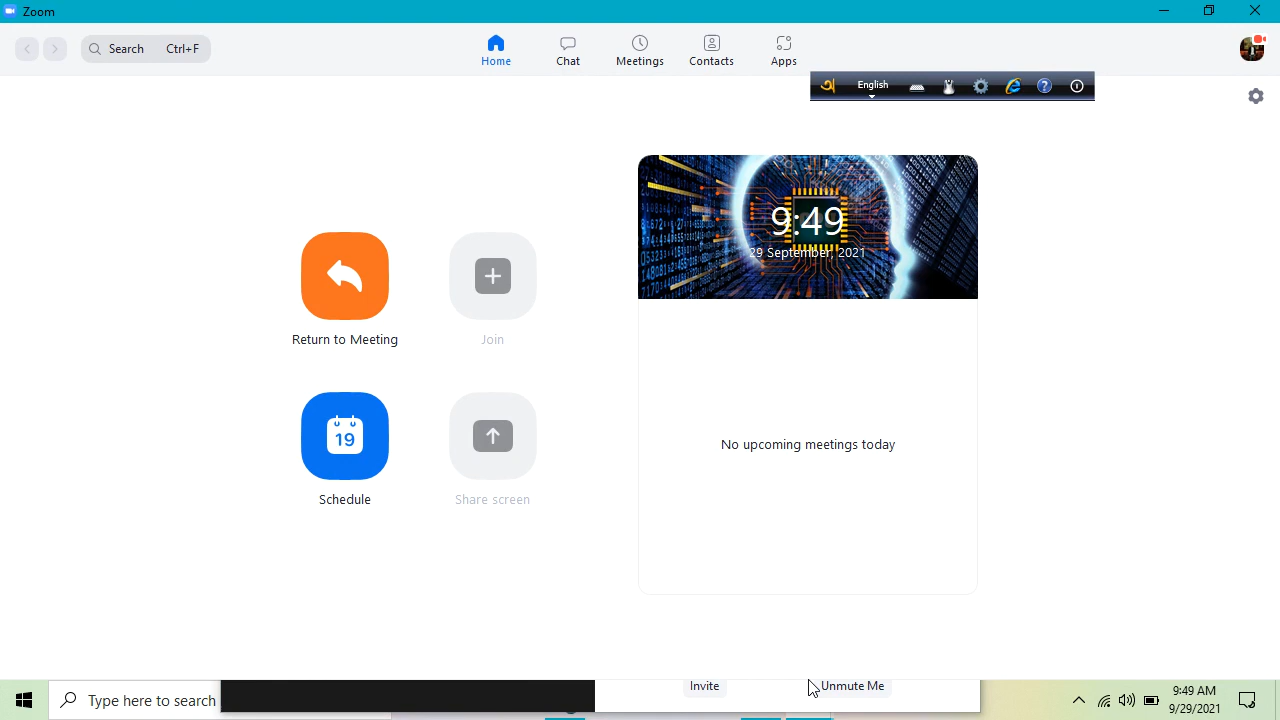 Zoom
Search Ctrl+F
Home
Chat
Meetings
Contacts
Apps
অ English
9:49
29 September, 2021
Return to Meeting
Join
19
Schedule
Share screen
No upcoming meetings today
Invite
Unmute Me
Type here to search
9:49 AM
9/29/2021